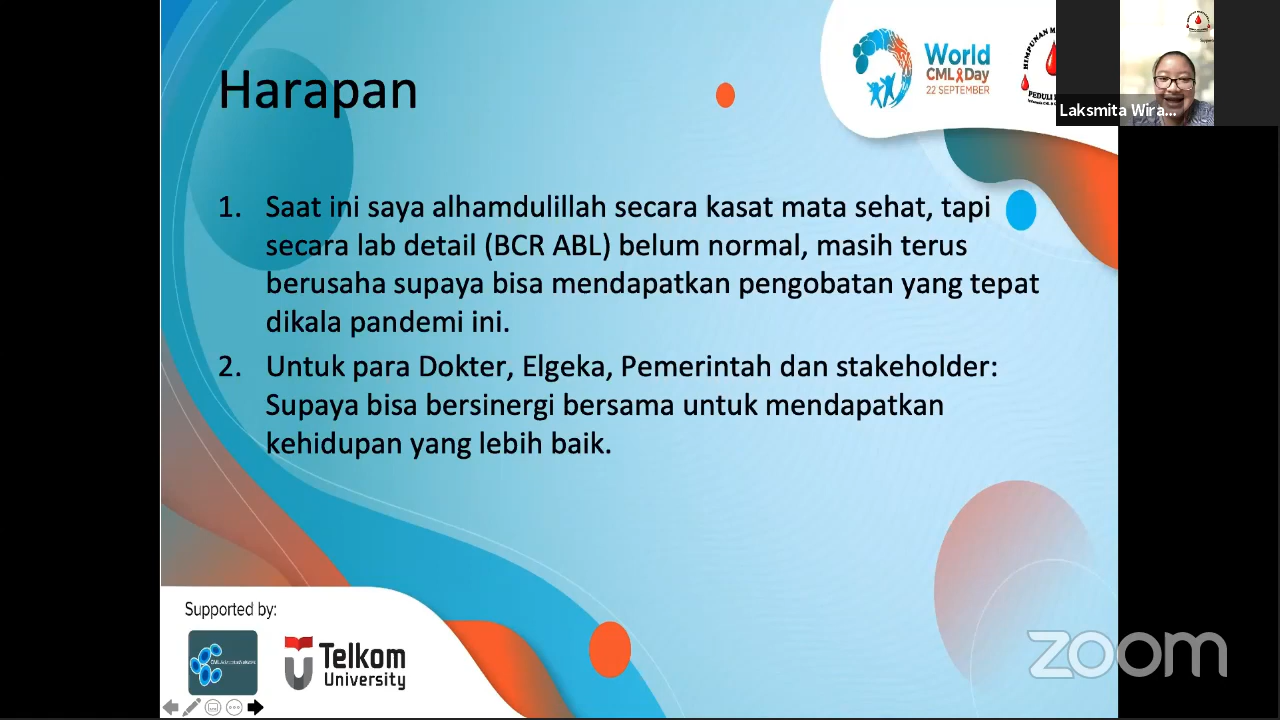 Harapan
World
CML Day
22 SEPTEMBER
HIMPUNAN M
PEDULI
Laksmita Wira...
1. Saat ini saya alhamdulillah secara kasat mata sehat, tapi
secara lab detail (BCR ABL) belum normal, masih terus
berusaha supaya bisa mendapatkan pengobatan yang tepat
dikala pandemi ini.
2. Untuk para Dokter, Elgeka, Pemerintah dan stakeholder:
Supaya bisa bersinergi bersama untuk mendapatkan
kehidupan yang lebih baik.
Supported by:
Telkom
University
zoom